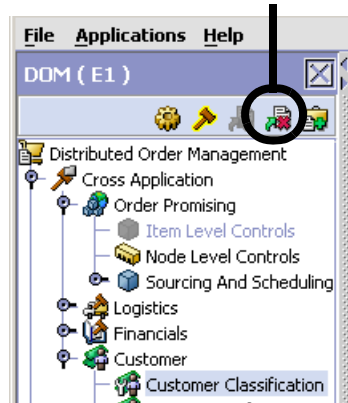 File Applications Help
DOM ( E1 )
Distributed Order Management
Cross Application
Order Promising
Item Level Controls
Node Level Controls
Sourcing And Scheduling
Logistics
Financials
Customer
Customer Classification